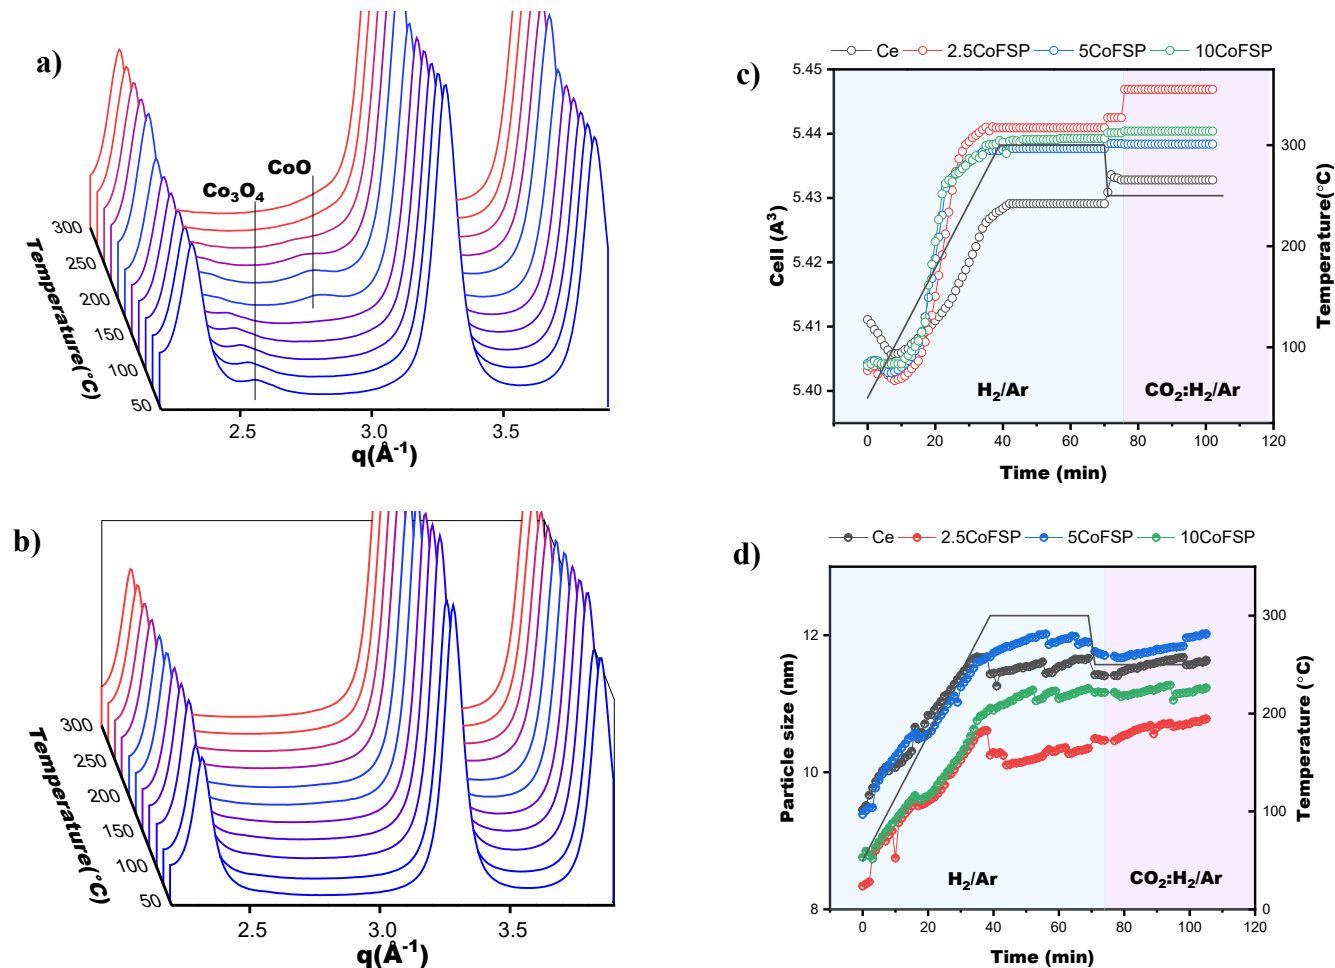 a)
Co₃O₄
CoO
300
250
200
150
100
50
Temperature(°C)
2.5 3.0 3.5
q(Å⁻¹)
b)
300
250
200
150
100
50
Temperature(°C)
2.5 3.0 3.5
q(Å⁻¹)
c)
Ce 2.5CoFSP 5CoFSP 10CoFSP
5.45
5.44
5.43
5.42
5.41
5.40
Cell (A³)
300
200
100
Temperature(°C)
H₂/Ar CO₂:H₂/Ar
0 20 40 60 80 100 120
Time (min)
d)
Ce 2.5CoFSP 5CoFSP 10CoFSP
12
10
8
Particle size (nm)
300
200
100
0
Temperature (°C)
H₂/Ar CO₂:H₂/Ar
0 20 40 60 80 100 120
Time (min)